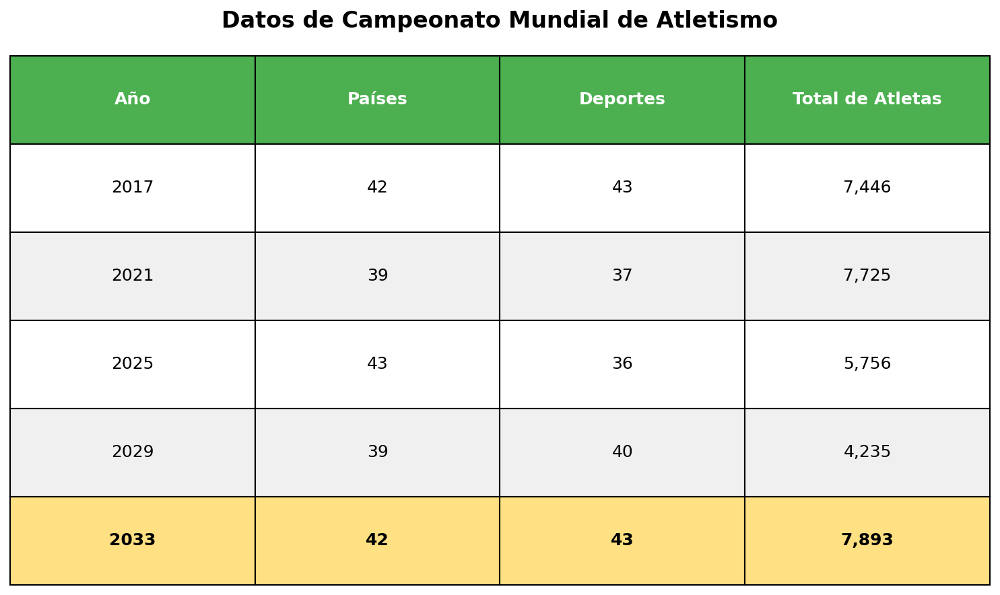 Datos de Campeonato Mundial de Atletismo
Año Países Deportes Total de Atletas
2017 42 43 7,446
2021 39 37 7,725
2025 43 36 5,756
2029 39 40 4,235
2033 42 43 7,893